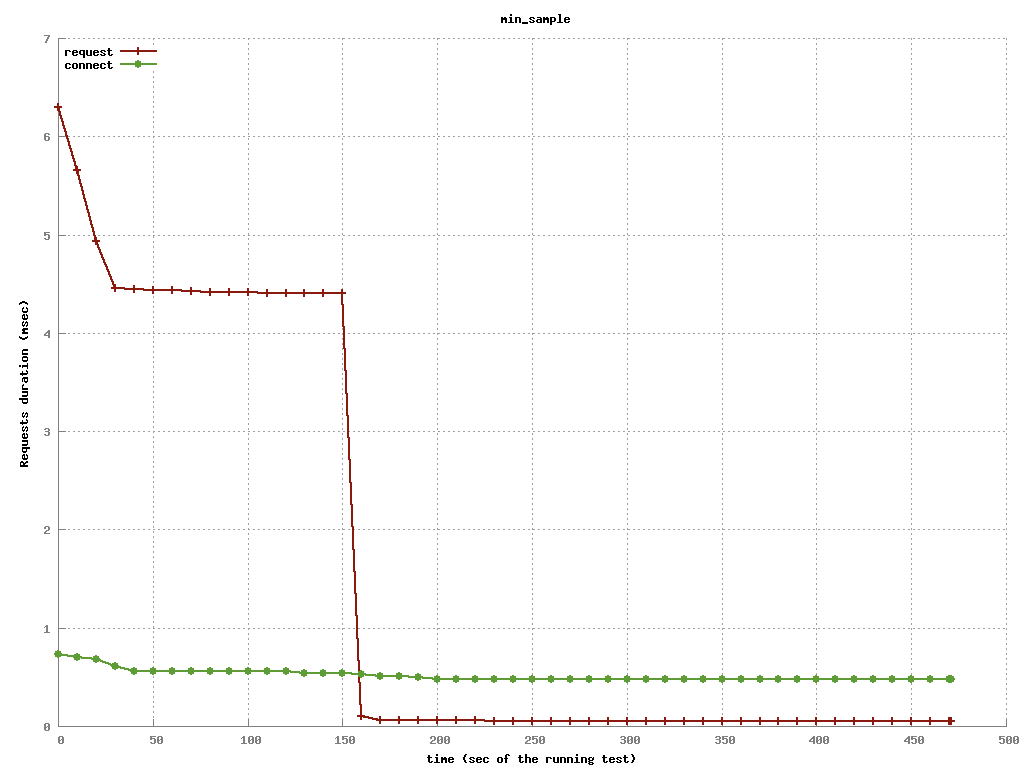 min_sample
request
connect
7
6
5
4
3
2
1
0
0 50 100 150 200 250 300 350 400 450 500
Requests duration (msec)
time (sec of the running test)